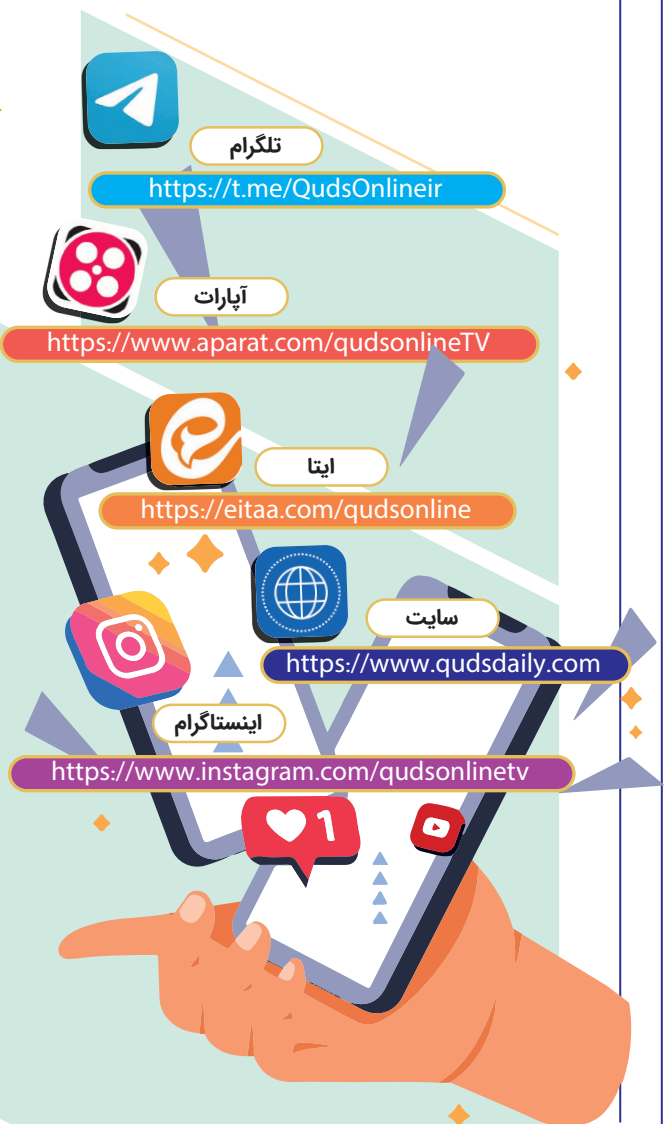 تلگرام
https://t.me/QudsOnlineir
آپارات
https://www.aparat.com/qudsonlineTV
ایتا
https://eitaa.com/qudsonline
سایت
https://www.qudsdaily.com
اینستاگرام
https://www.instagram.com/qudsonlinetv
1